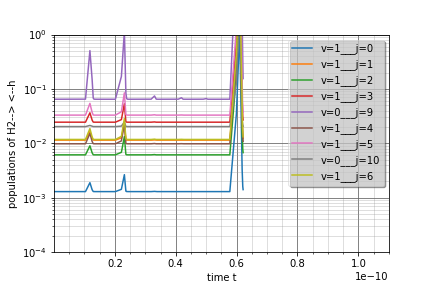 populations of H2--> <--h
10⁰
10⁻¹
10⁻²
10⁻³
10⁻⁴
v=1___j=0
v=1___j=1
v=1___j=2
v=1___j=3
v=0___j=9
v=1___j=4
v=1___j=5
v=0___j=10
v=1___j=6
0.2 0.4 0.6 0.8 1.0
1e−10
time t